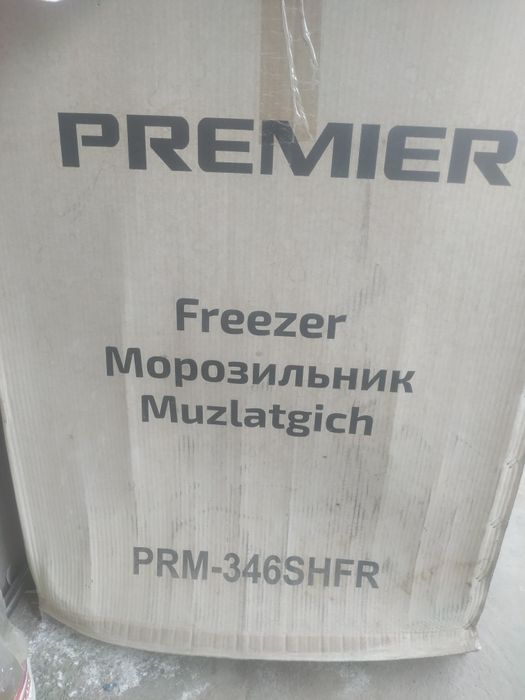 PREMIER
Freezer
Морозильник
Muzlatgich
PRM-346SHFR